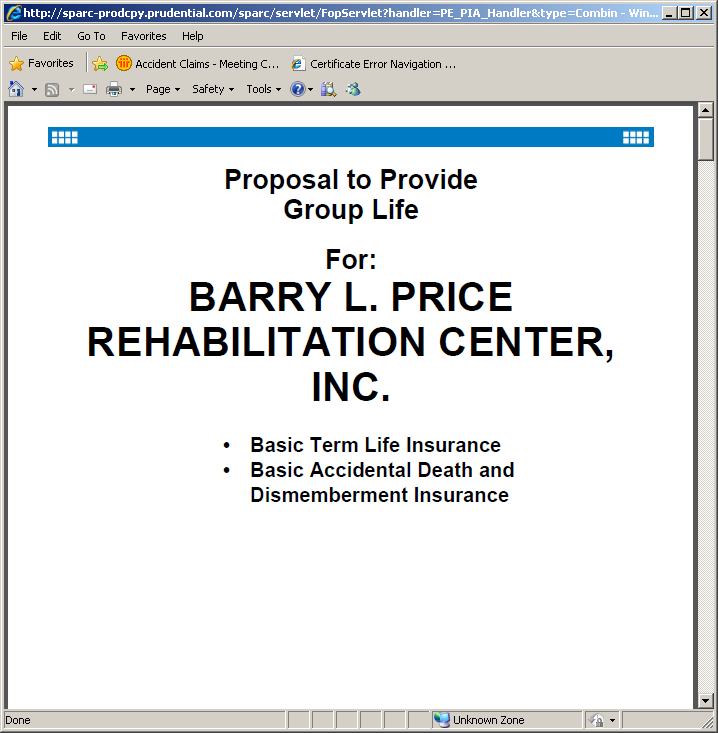 http://sparc-prodcpy.prudential.com/sparc/servlet/FopServlet?handler=PE_PIA_Handler&type=Combin - Win...
File Edit Go To Favorites Help
Favorites Accident Claims - Meeting C... Certificate Error Navigation ...
Page Safety Tools
Proposal to Provide
Group Life
For:
BARRY L. PRICE
REHABILITATION CENTER,
INC.
• Basic Term Life Insurance
• Basic Accidental Death and
Dismemberment Insurance
Done Unknown Zone